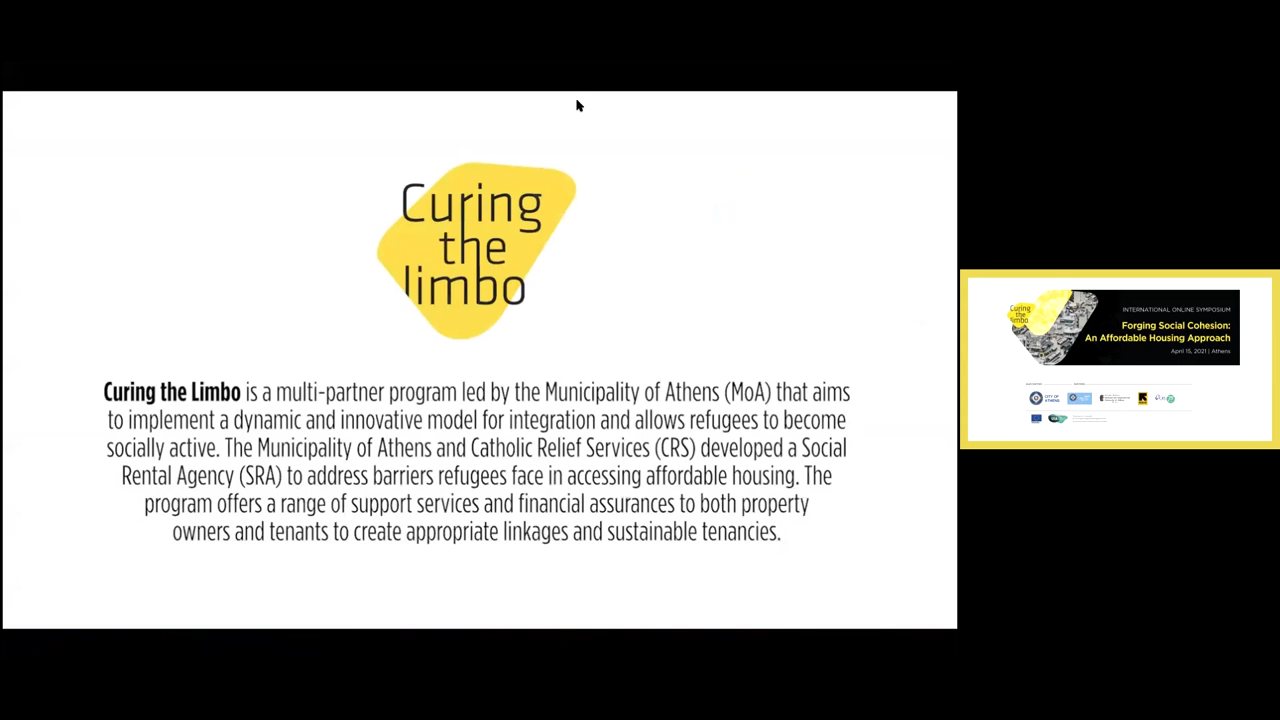 Curing
the
limbo
Curing the Limbo is a multi-partner program led by the Municipality of Athens (MoA) that aims
to implement a dynamic and inovative model for integration and allows refugees to become
socially active. The Municipality of Athens and Catholic Relief Services (CRS) developed a Social
Rental Agency (SRA) to address barriers refugees face in accessing affordable housing. The
program offers a range of support services and financial assurances to both property
owners and tenants to create appropriate linkages and sustainable tenancies.
Curing
the
limbo
INTERNATIONAL ONLINE SYMPOSIUM
Forging Social Cohesion:
An Affordable Housing Approach
April 15, 2021 | Athens
CITY OF
ATHENS